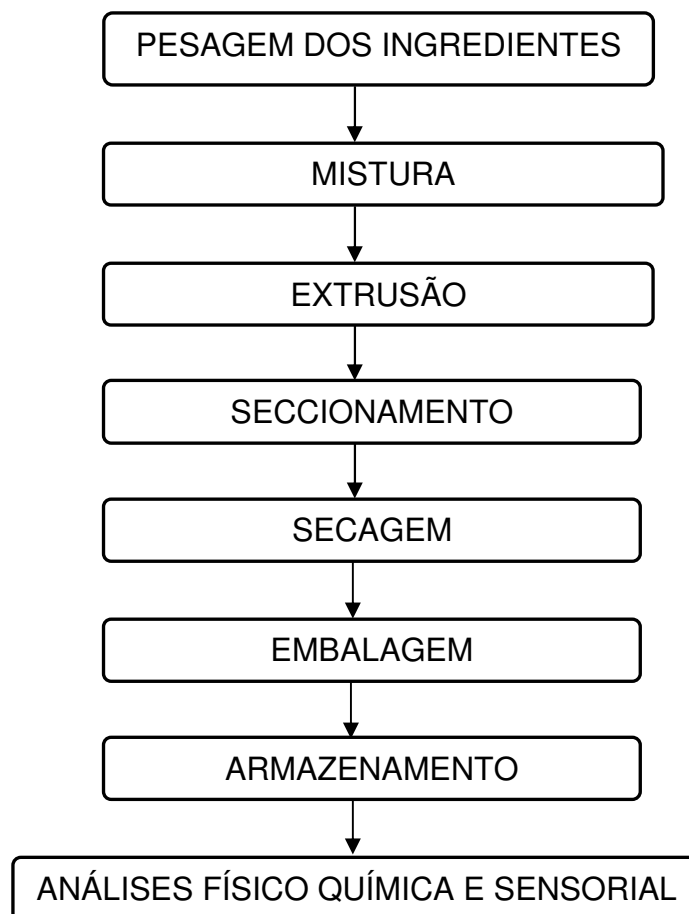 PESAGEM DOS INGREDIENTES
MISTURA
EXTRUSÃO
SECCIONAMENTO
SECAGEM
EMBALAGEM
ARMAZENAMENTO
ANÁLISES FÍSICO QUÍMICA E SENSORIAL